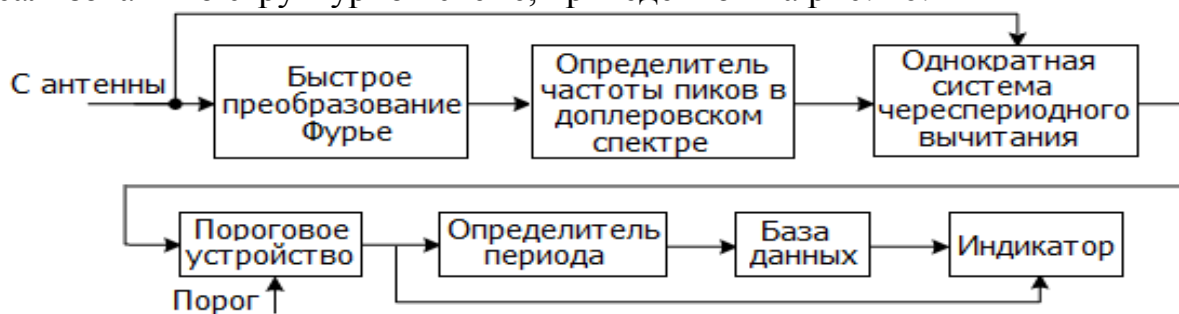 С антенны
Быстрое
преобразование
Фурье
Определитель
частоты пиков в
доплеровском
спектре
Однократная
система
череспериодного
вычитания
Пороговое
устройство
Определитель
периода
База
данных
Индикатор
Порог